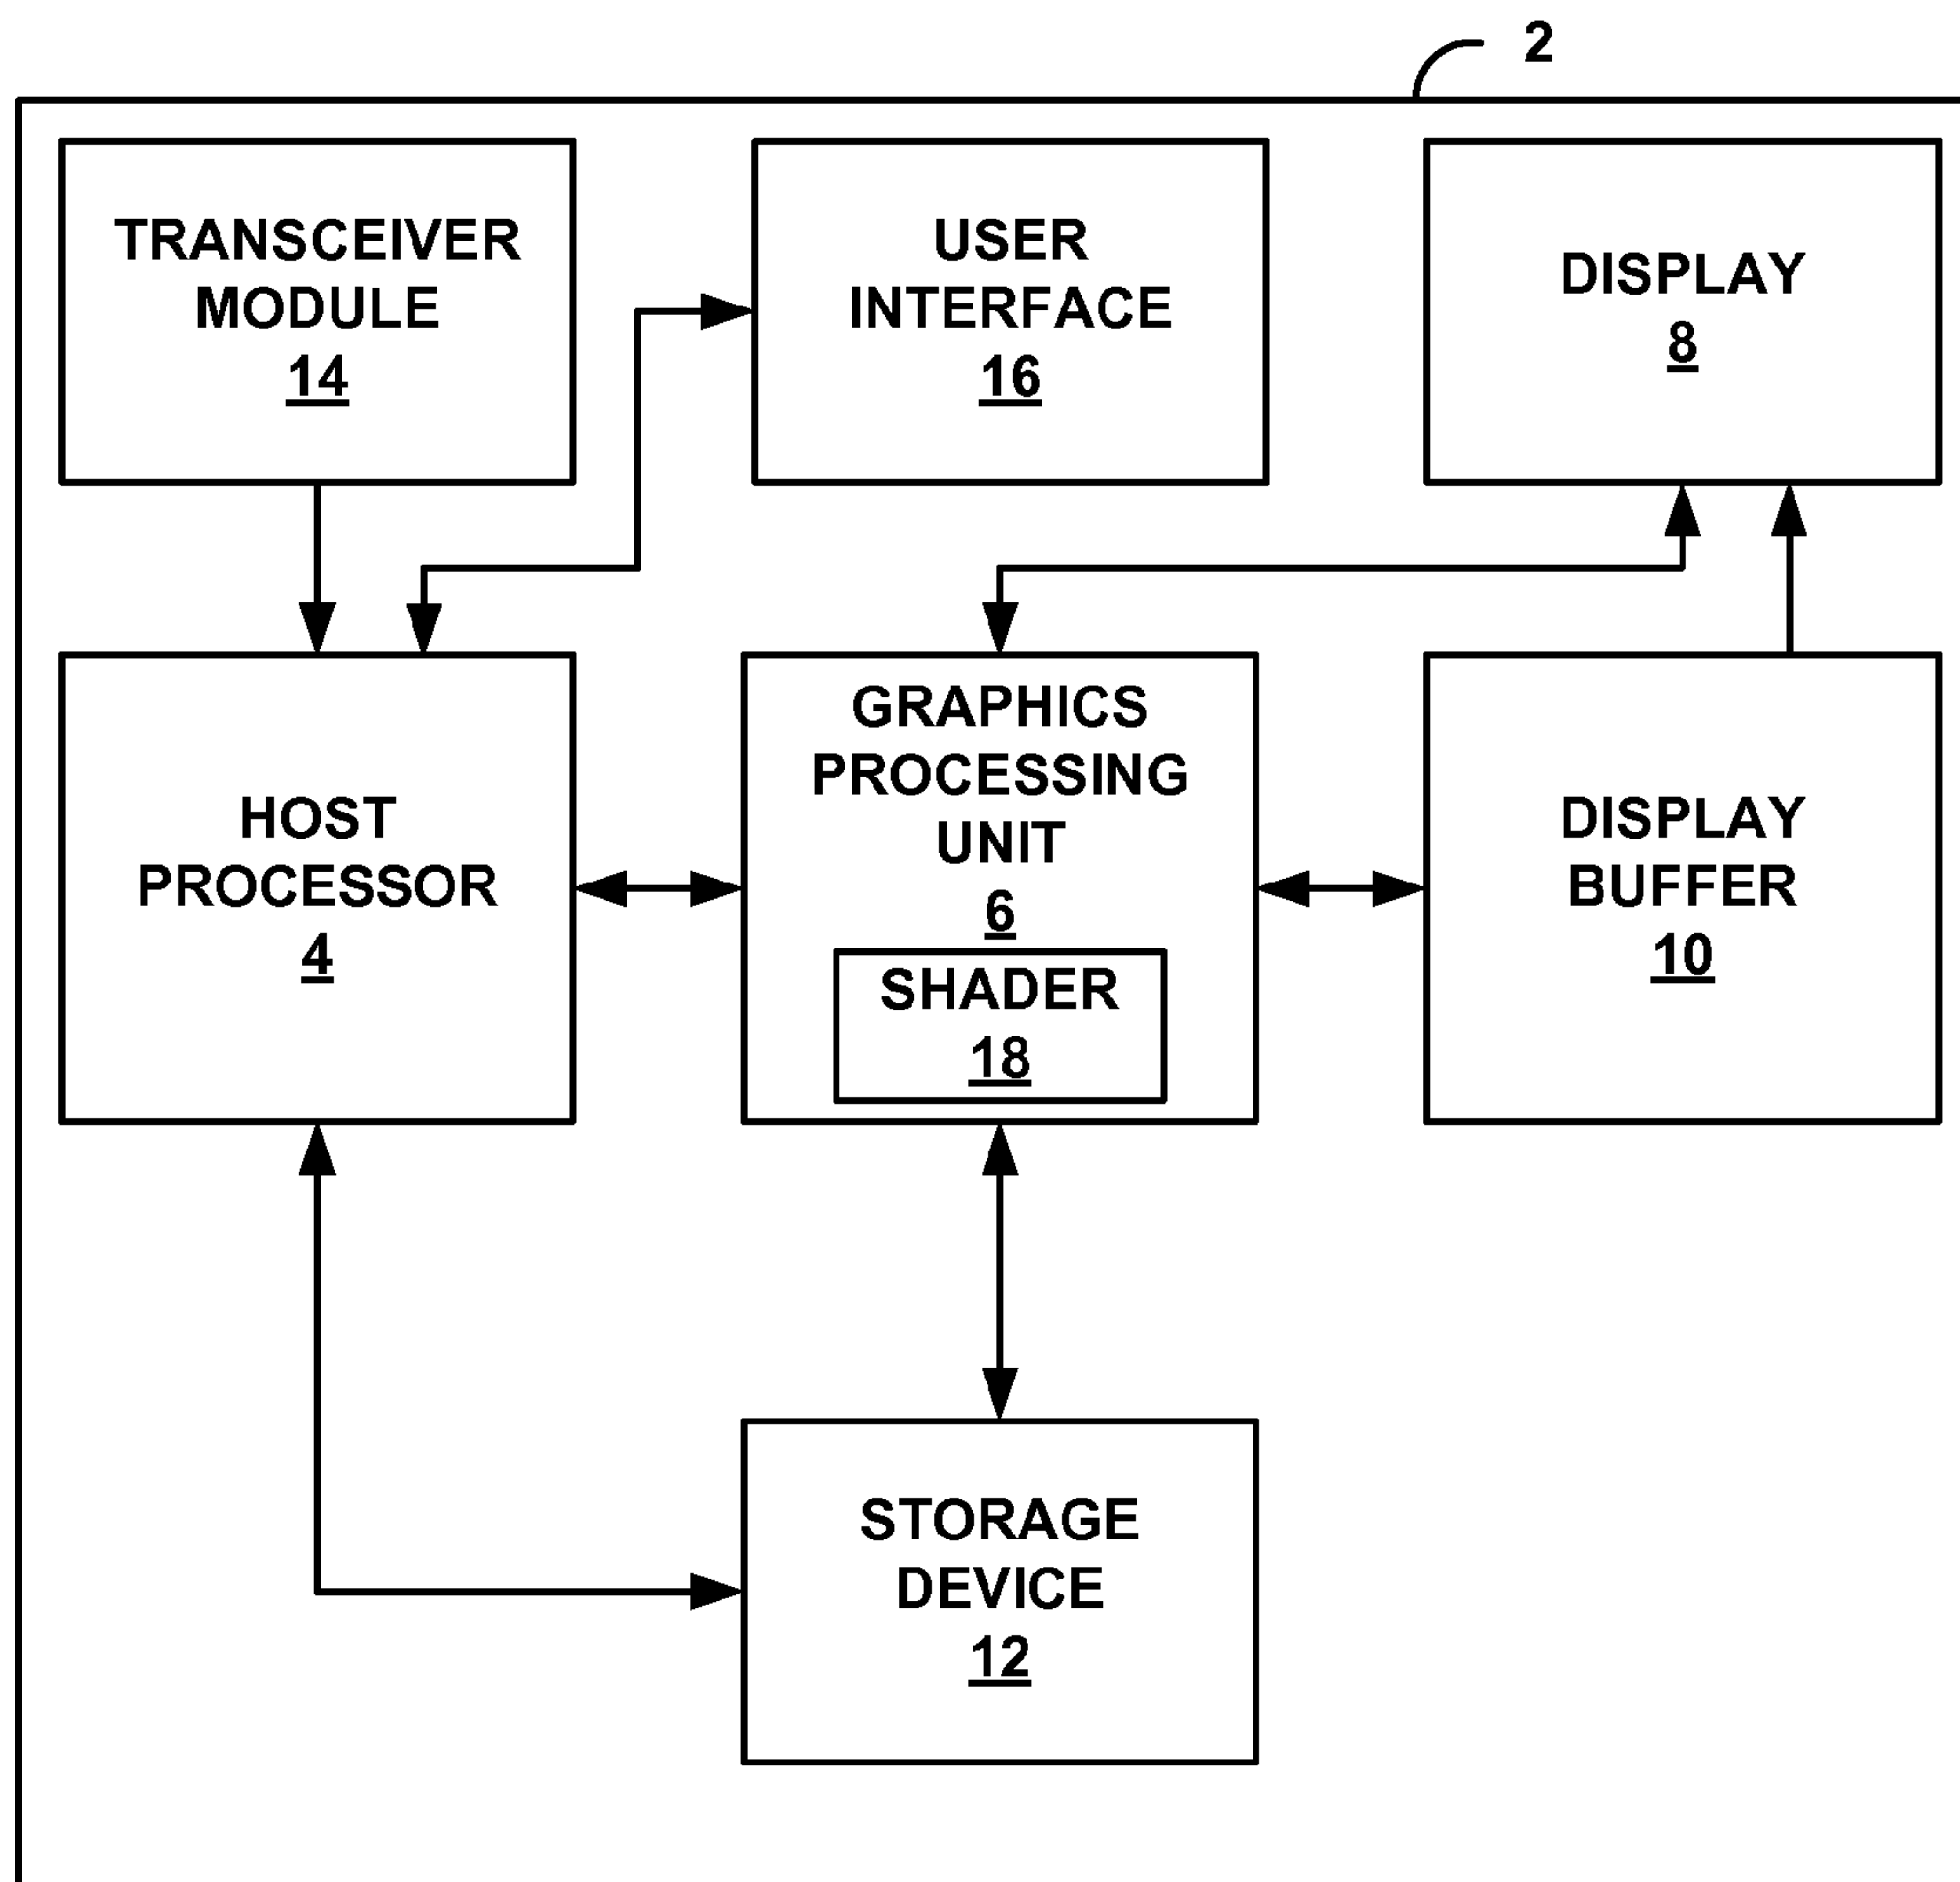 2
TRANSCEIVER
MODULE
14
USER
INTERFACE
16
DISPLAY
8
HOST
PROCESSOR
4
GRAPHICS
PROCESSING
UNIT
6
SHADER
18
DISPLAY
BUFFER
10
STORAGE
DEVICE
12